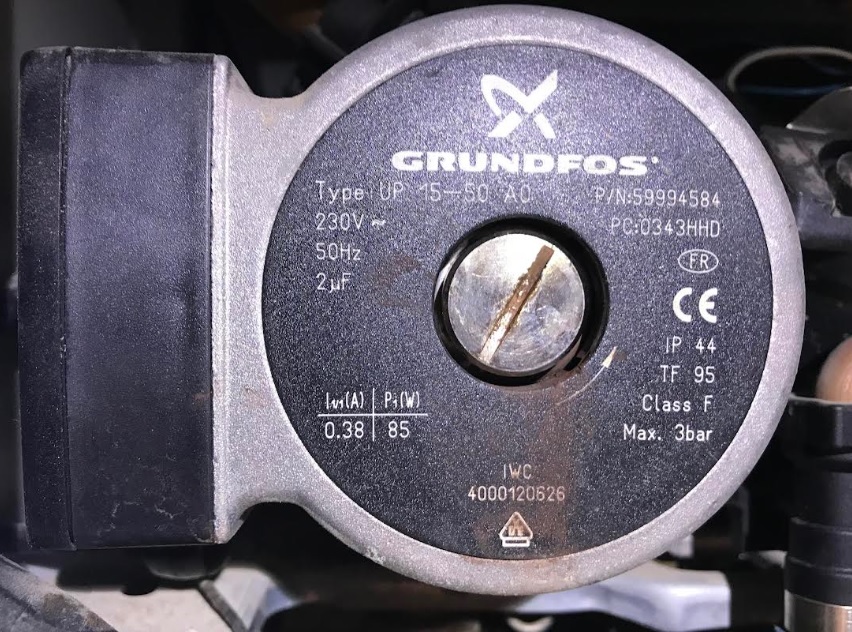 GRUNDFOS
Type UP 15-50 AO P/N:59994584
230V ~ PC:0343HHD
50Hz FR
2µF CE
IP 44
TF 95
I₁/₁(A) P₁(W) Class F
0.38 85 Max. 3bar
IWC
4000120626